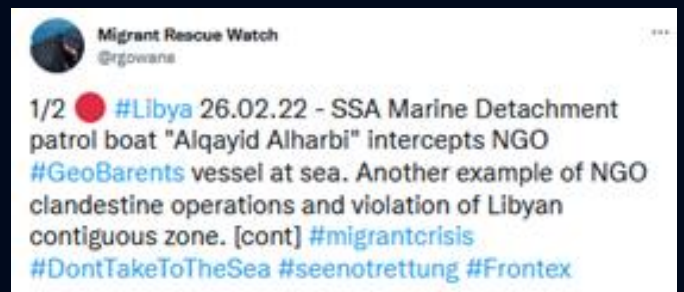 Migrant Rescue Watch
@rgowans
1/2 🔴 #Libya 26.02.22 - SSA Marine Detachment
patrol boat "Alqayid Alharbi" intercepts NGO
#GeoBarents vessel at sea. Another example of NGO
clandestine operations and violation of Libyan
contiguous zone. [cont] #migrantcrisis
#DontTakeToTheSea #seenotrettung #Frontex